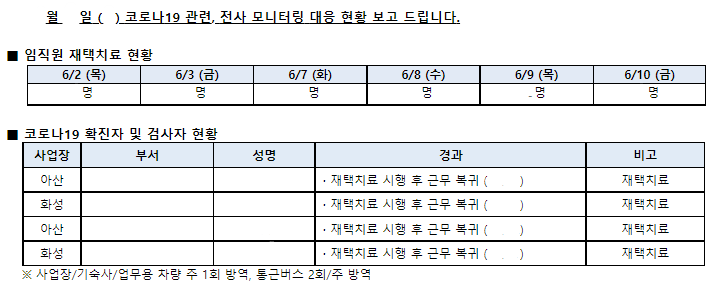 월 일 ( ) 코로나19 관련, 전사 모니터링 대응 현황 보고 드립니다.
■ 임직원 재택치료 현황
6/2 (목) 6/3 (금) 6/7 (화) 6/8 (수) 6/9 (목) 6/10 (금)
명 명 명 명 명 명
■ 코로나19 확진자 및 검사자 현황
사업장 부서 성명 경과 비고
아산 · 재택치료 시행 후 근무 복귀 ( ) 재택치료
화성 · 재택치료 시행 후 근무 복귀 ( ) 재택치료
아산 · 재택치료 시행 후 근무 복귀 ( ) 재택치료
화성 · 재택치료 시행 후 근무 복귀 ( ) 재택치료
※ 사업장/기숙사/업무용 차량 주 1회 방역, 통근버스 2회/주 방역